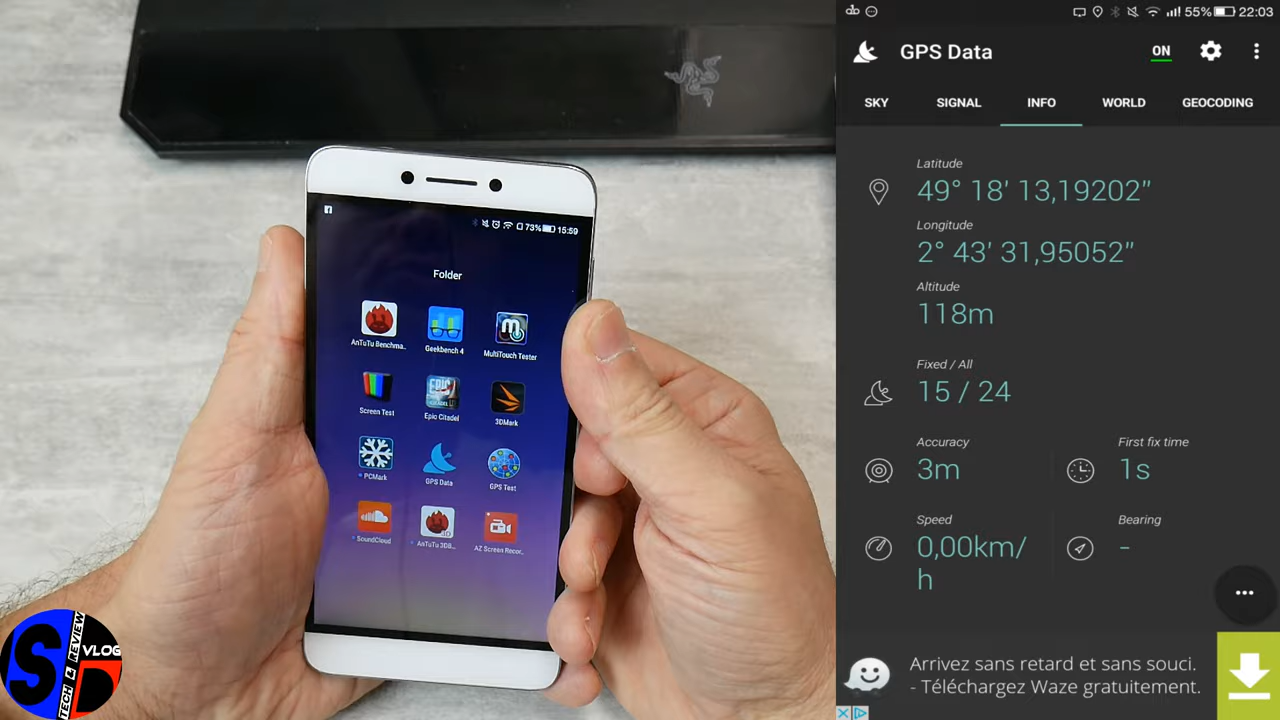 73% 15:59
Folder
AnTuTu Benchma...
Geekbench 4
MultiTouch Tester
Screen Test
Epic Citadel
3DMark
PCMark
GPS Data
GPS Test
SoundCloud
AnTuTu 3DB...
AZ Screen Recor...
SD
TECH & REVIEW
VLOG
55% 22:03
GPS Data
ON
SKY SIGNAL INFO WORLD GEOCODING
Latitude
49° 18' 13,19202"
Longitude
2° 43' 31,95052"
Altitude
118m
Fixed / All
15 / 24
Accuracy
3m
First fix time
1s
Speed
0,00km/
h
Bearing
-
Arrivez sans retard et sans souci.
- Téléchargez Waze gratuitement.